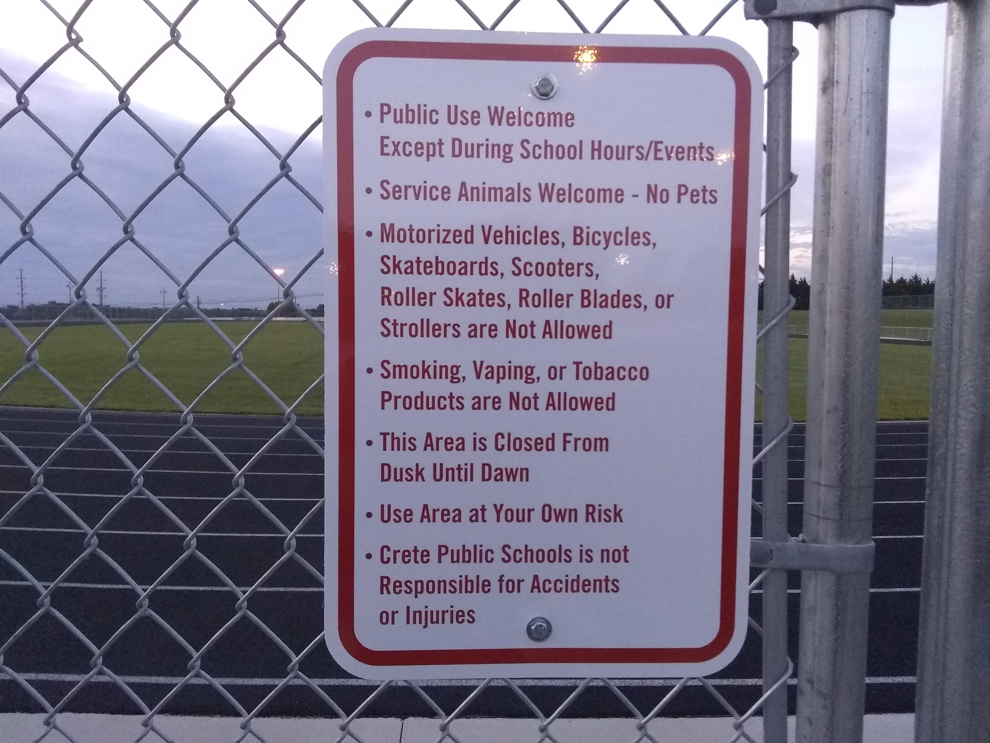 • Public Use Welcome
Except During School Hours/Events
• Service Animals Welcome - No Pets
• Motorized Vehicles, Bicycles,
Skateboards, Scooters,
Roller Skates, Roller Blades, or
Strollers are Not Allowed
• Smoking, Vaping, or Tobacco
Products are Not Allowed
• This Area is Closed From
Dusk Until Dawn
• Use Area at Your Own Risk
• Crete Public Schools is not
Responsible for Accidents
or Injuries